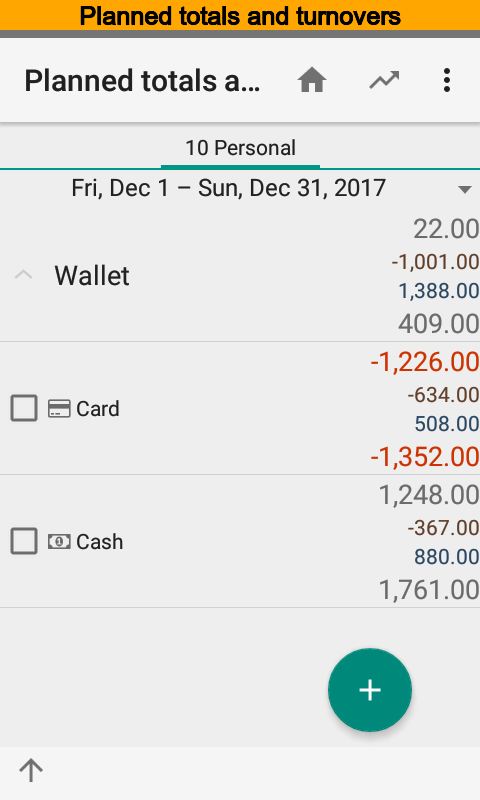 Planned totals and turnovers
Planned totals a...
10 Personal
Fri, Dec 1 – Sun, Dec 31, 2017
22.00
-1,001.00
Wallet
1,388.00
409.00
-1,226.00
-634.00
Card
508.00
-1,352.00
1,248.00
-367.00
Cash
880.00
1,761.00